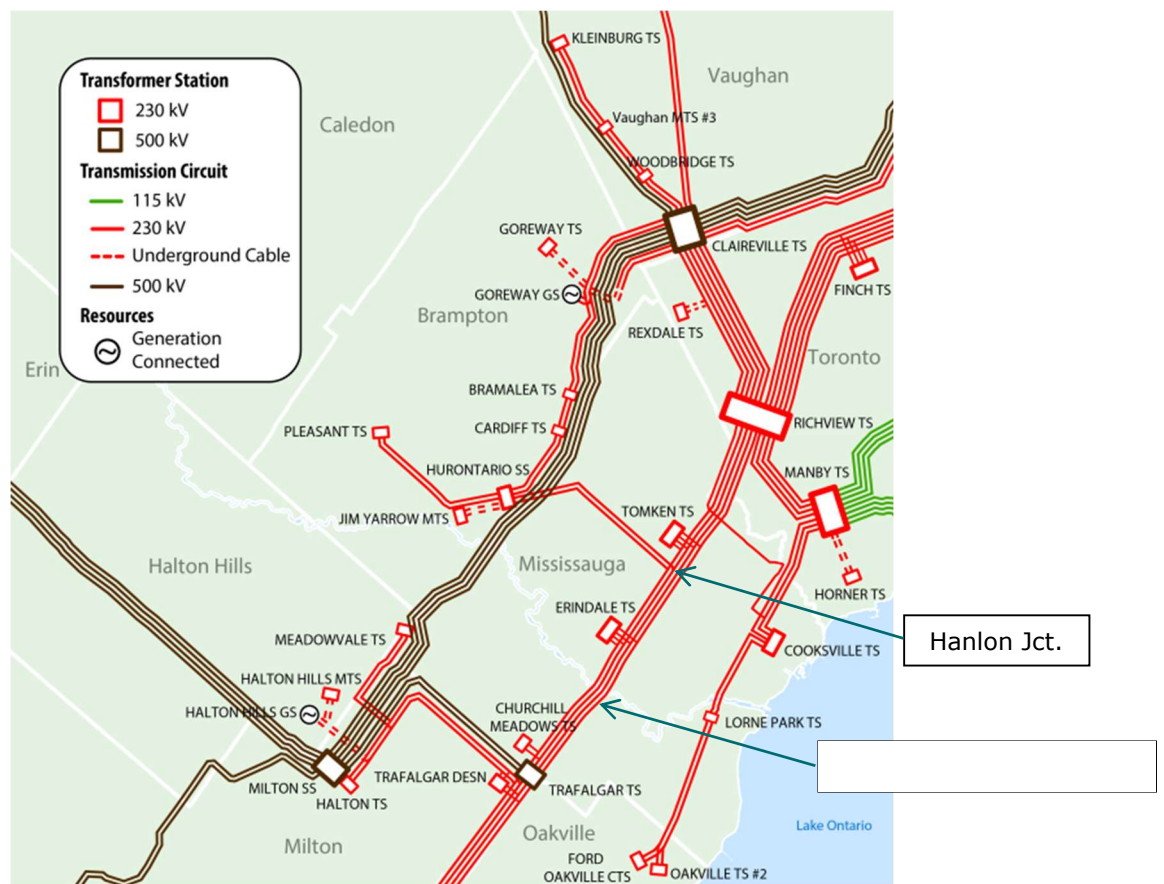 KLEINBURG TS
Vaughan
Transformer Station
230 kV
500 kV
Caledon
Vaughan MTS #3
WOODBRIDGE TS
Transmission Circuit
115 kV
230 kV
Underground Cable
500 kV
GOREWAY TS
CLAIREVILLE TS
FINCH TS
GOREWAY GS
Resources
Generation
Connected
Brampton
REXDALE TS
Toronto
Erin
BRAMALEA TS
RICHVIEW TS
PLEASANT TS
CARDIFF TS
HURONTARIO SS
MANBY TS
JIM YARROW MTS
TOMKEN TS
Halton Hills
Mississauga
HORNER TS
ERINDALE TS
MEADOWVALE TS
Hanlon Jct.
COOKSVILLE TS
HALTON HILLS MTS
HALTON HILLS GS
CHURCHILL
MEADOWS TS
LORNE PARK TS
TRAFALGAR DESN
MILTON SS
TRAFALGAR TS
HALTON TS
Lake Ontario
Oakville
Milton
FORD
OAKVILLE CTS
OAKVILLE TS #2